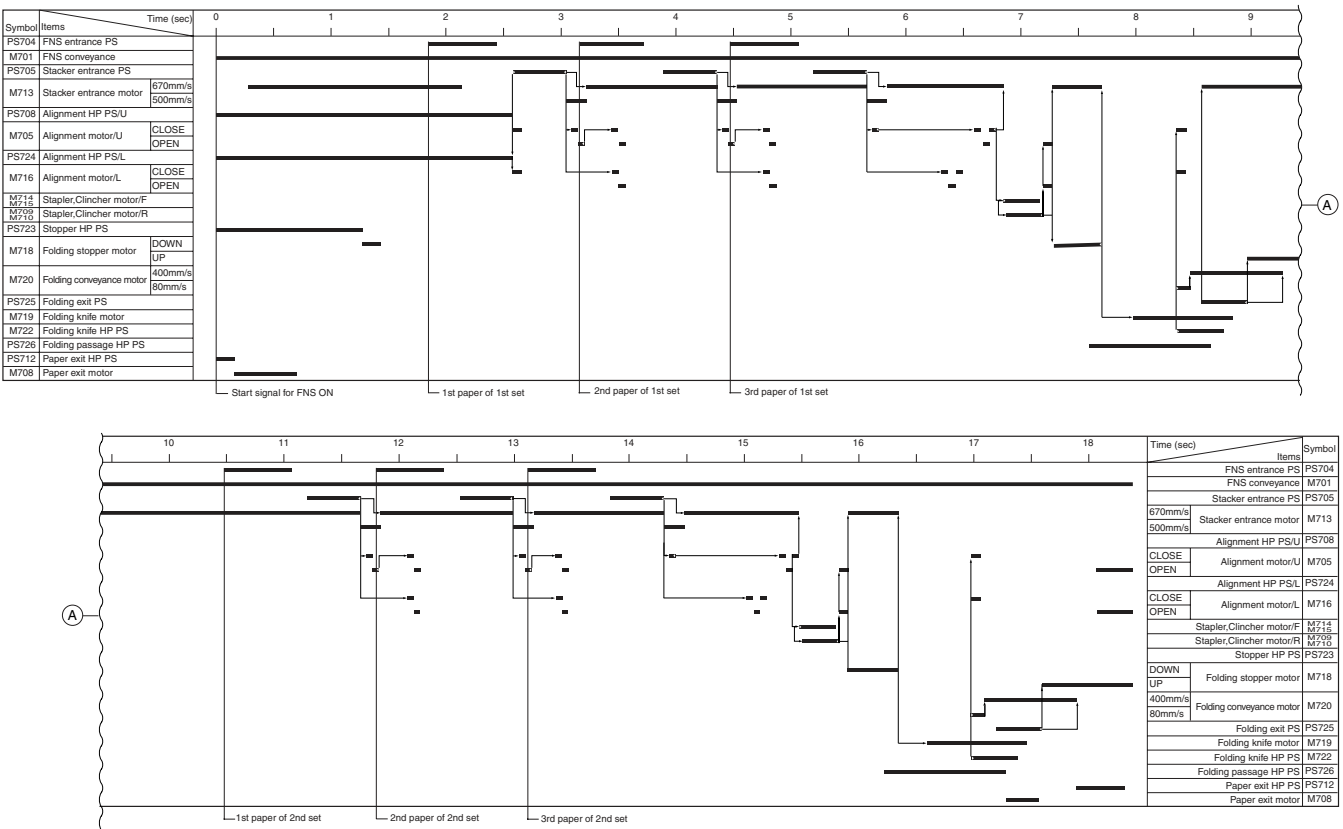 Time (sec) 0 1 2 3 4 5 6 7 8 9
Symbol Items
PS704 FNS entrance PS
M701 FNS conveyance
PS705 Stacker entrance PS
M713 Stacker entrance motor 670mm/s
500mm/s
PS708 Alignment HP PS/U
M705 Alignment motor/U CLOSE
OPEN
PS724 Alignment HP PS/L
M716 Alignment motor/L CLOSE
OPEN
M714 M715 Stapler,Clincher motor/F
M709 M710 Stapler,Clincher motor/R
PS723 Stopper HP PS
M718 Folding stopper motor DOWN
UP
M720 Folding conveyance motor 400mm/s
80mm/s
PS725 Folding exit PS
M719 Folding knife motor
M722 Folding knife HP PS
PS726 Folding passage HP PS
PS712 Paper exit HP PS
M708 Paper exit motor
A
Start signal for FNS ON 1st paper of 1st set 2nd paper of 1st set 3rd paper of 1st set
10 11 12 13 14 15 16 17 18 Time (sec)
Items Symbol
FNS entrance PS PS704
FNS conveyance M701
Stacker entrance PS PS705
670mm/s Stacker entrance motor M713
500mm/s
Alignment HP PS/U PS708
CLOSE Alignment motor/U M705
OPEN
Alignment HP PS/L PS724
CLOSE Alignment motor/L M716
OPEN
Stapler,Clincher motor/F M714 M715
Stapler,Clincher motor/R M709 M710
Stopper HP PS PS723
DOWN Folding stopper motor M718
UP
400mm/s Folding conveyance motor M720
80mm/s
Folding exit PS PS725
Folding knife motor M719
Folding knife HP PS M722
Folding passage HP PS PS726
Paper exit HP PS PS712
Paper exit motor M708
A
1st paper of 2nd set 2nd paper of 2nd set 3rd paper of 2nd set